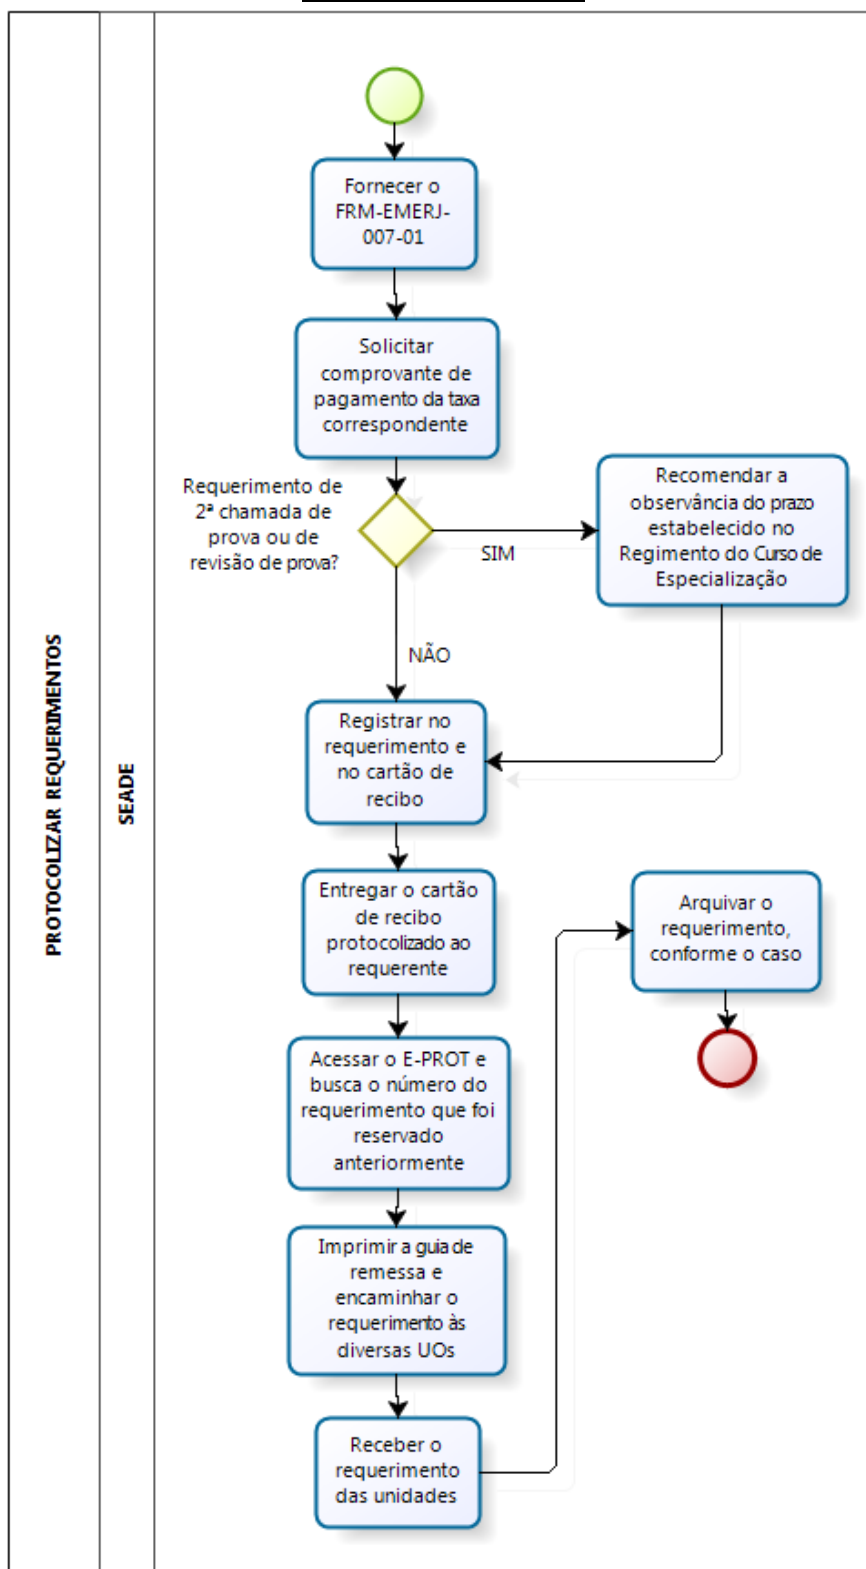 PROTOCOLIZAR REQUERIMENTOS
SEADE
Fornecer o
FRM-EMERJ-
007-01
Solicitar
comprovante de
pagamento da taxa
correspondente
Requerimento de
2ª chamada de
prova ou de
revisão de prova?
SIM
Recomendar a
observância do prazo
estabelecido no
Regimento do Curso de
Especialização
NÃO
Registrar no
requerimento e
no cartão de
recibo
Entregar o cartão
de recibo
protocolizado ao
requerente
Acessar o E-PROT e
busca o número do
requerimento que foi
reservado
anteriormente
Imprimir a guia de
remessa e
encaminhar o
requerimento às
diversas UOs
Receber o
requerimento
das unidades
Arquivar o
requerimento,
conforme o caso